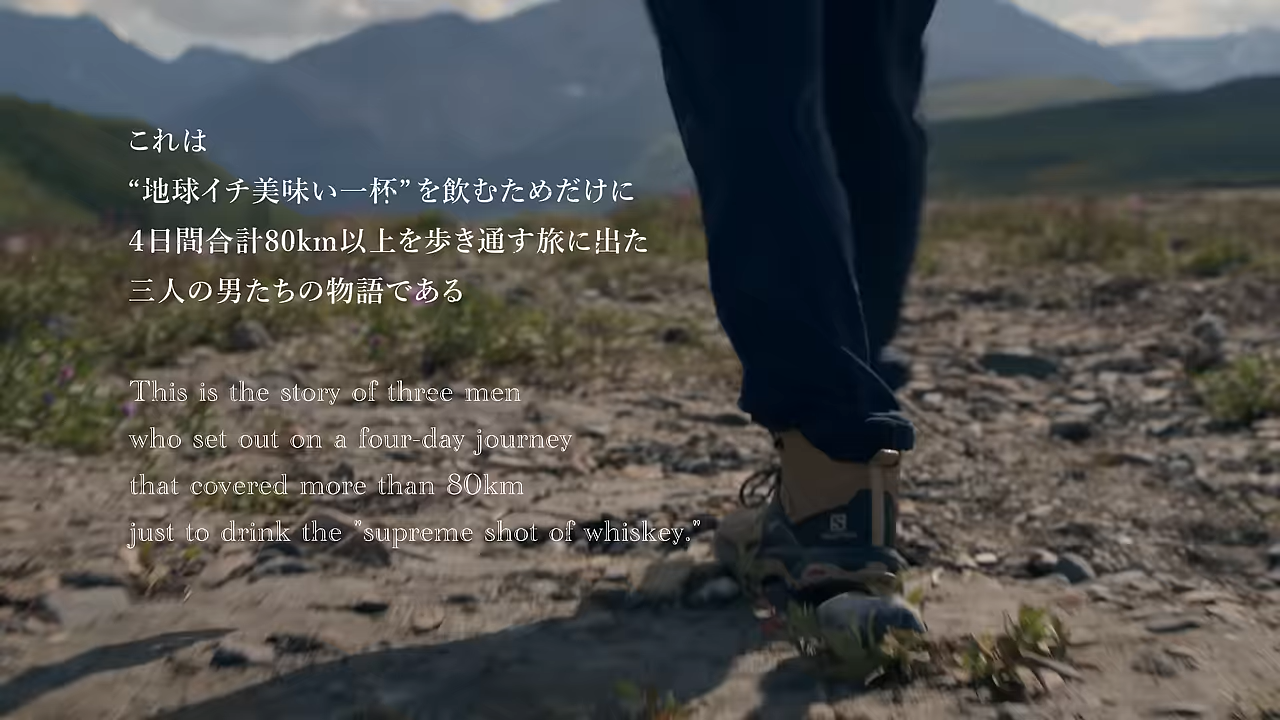 これは
“地球イチ美味い一杯”を飲むためだけに
4日間合計80km以上を歩き通す旅に出た
三人の男たちの物語である
This is the story of three men
who set out on a four-day journey
that covered more than 80km
just to drink the "supreme shot of whiskey."